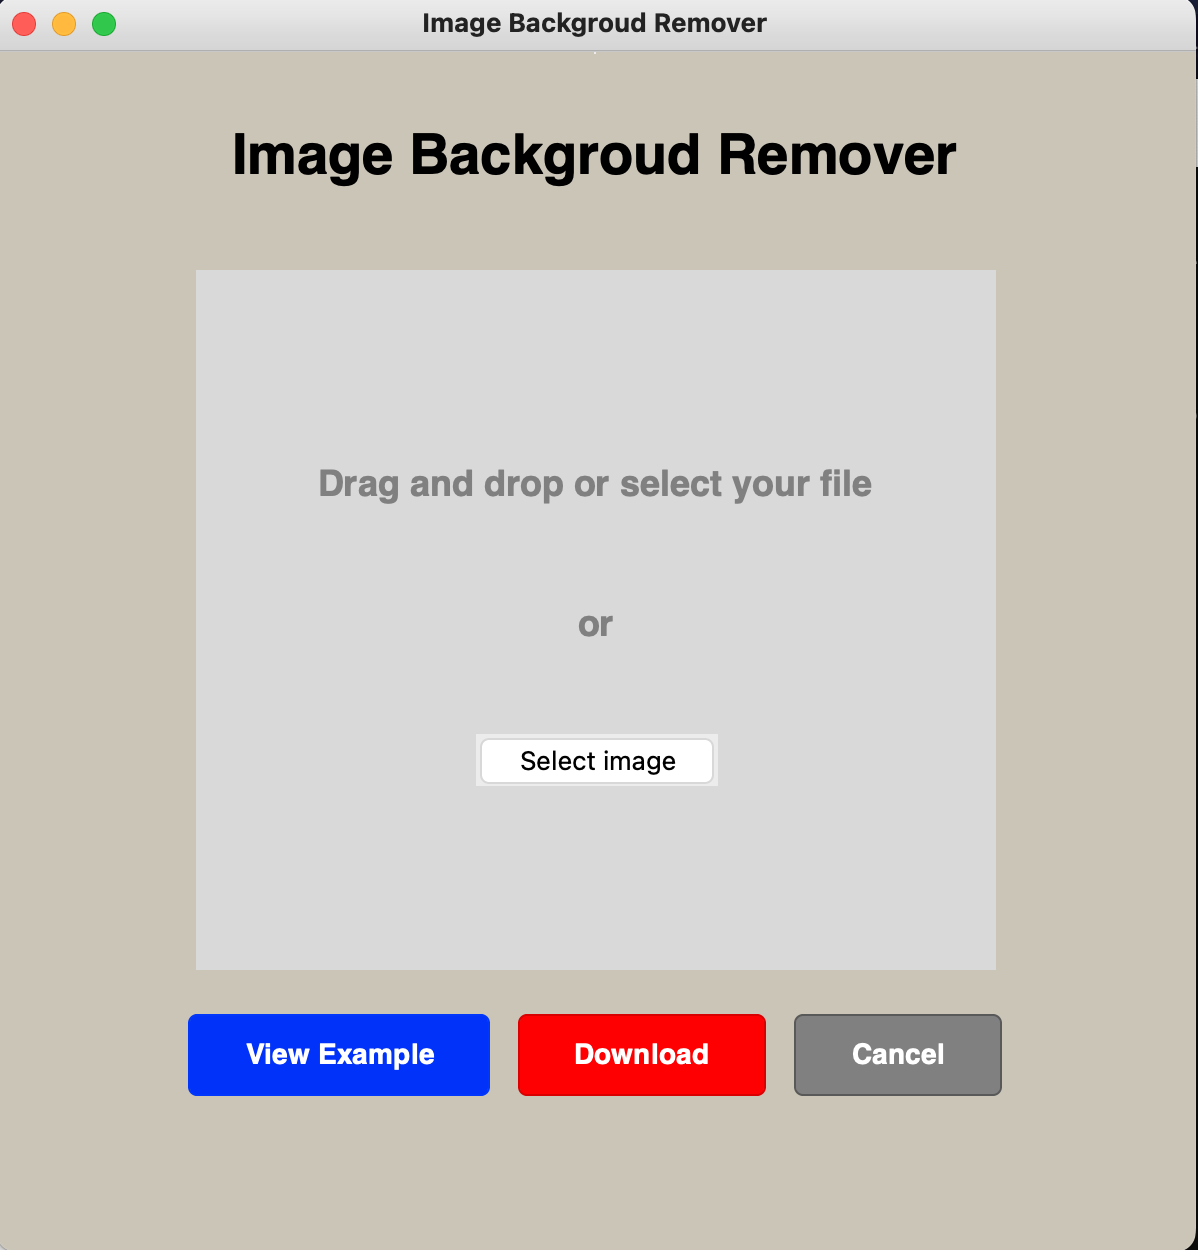 Image Backgroud Remover
Image Backgroud Remover
Drag and drop or select your file
or
Select image
View Example
Download
Cancel